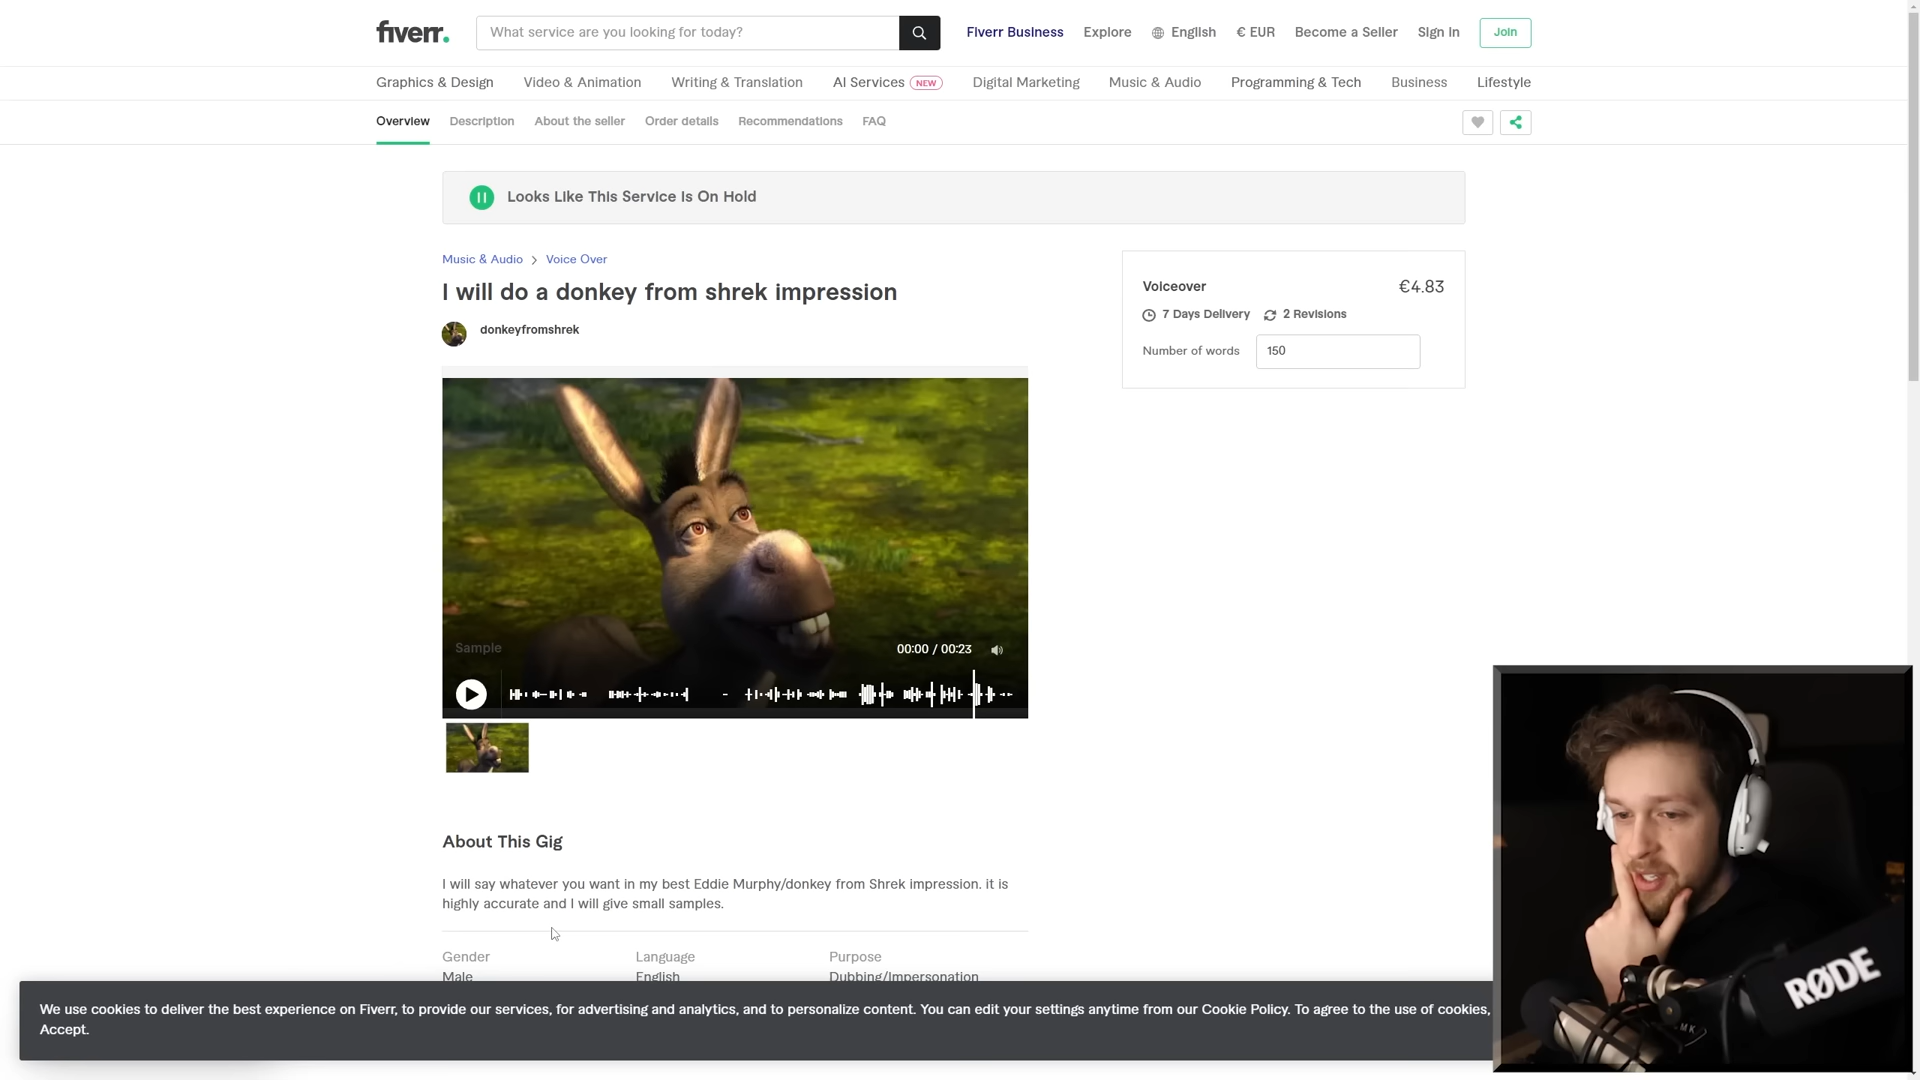 fiverr.
What service are you looking for today?
Fiverr Business
Explore
English
€ EUR
Become a Seller
Sign In
Join
Graphics & Design
Video & Animation
Writing & Translation
AI Services NEW
Digital Marketing
Music & Audio
Programming & Tech
Business
Lifestyle
Overview
Description
About the seller
Order details
Recommendations
FAQ
Looks Like This Service Is On Hold
Music & Audio > Voice Over
I will do a donkey from shrek impression
donkeyfromshrek
Voiceover €4.83
7 Days Delivery 2 Revisions
Number of words 150
Sample
00:00 / 00:23
About This Gig
I will say whatever you want in my best Eddie Murphy/donkey from Shrek impression. it is
highly accurate and I will give small samples.
Gender Language Purpose
Male English Dubbing/Impersonation
We use cookies to deliver the best experience on Fiverr, to provide our services, for advertising and analytics, and to personalize content. You can edit your settings anytime from our Cookie Policy. To agree to the use of cookies,
Accept.
RØDE